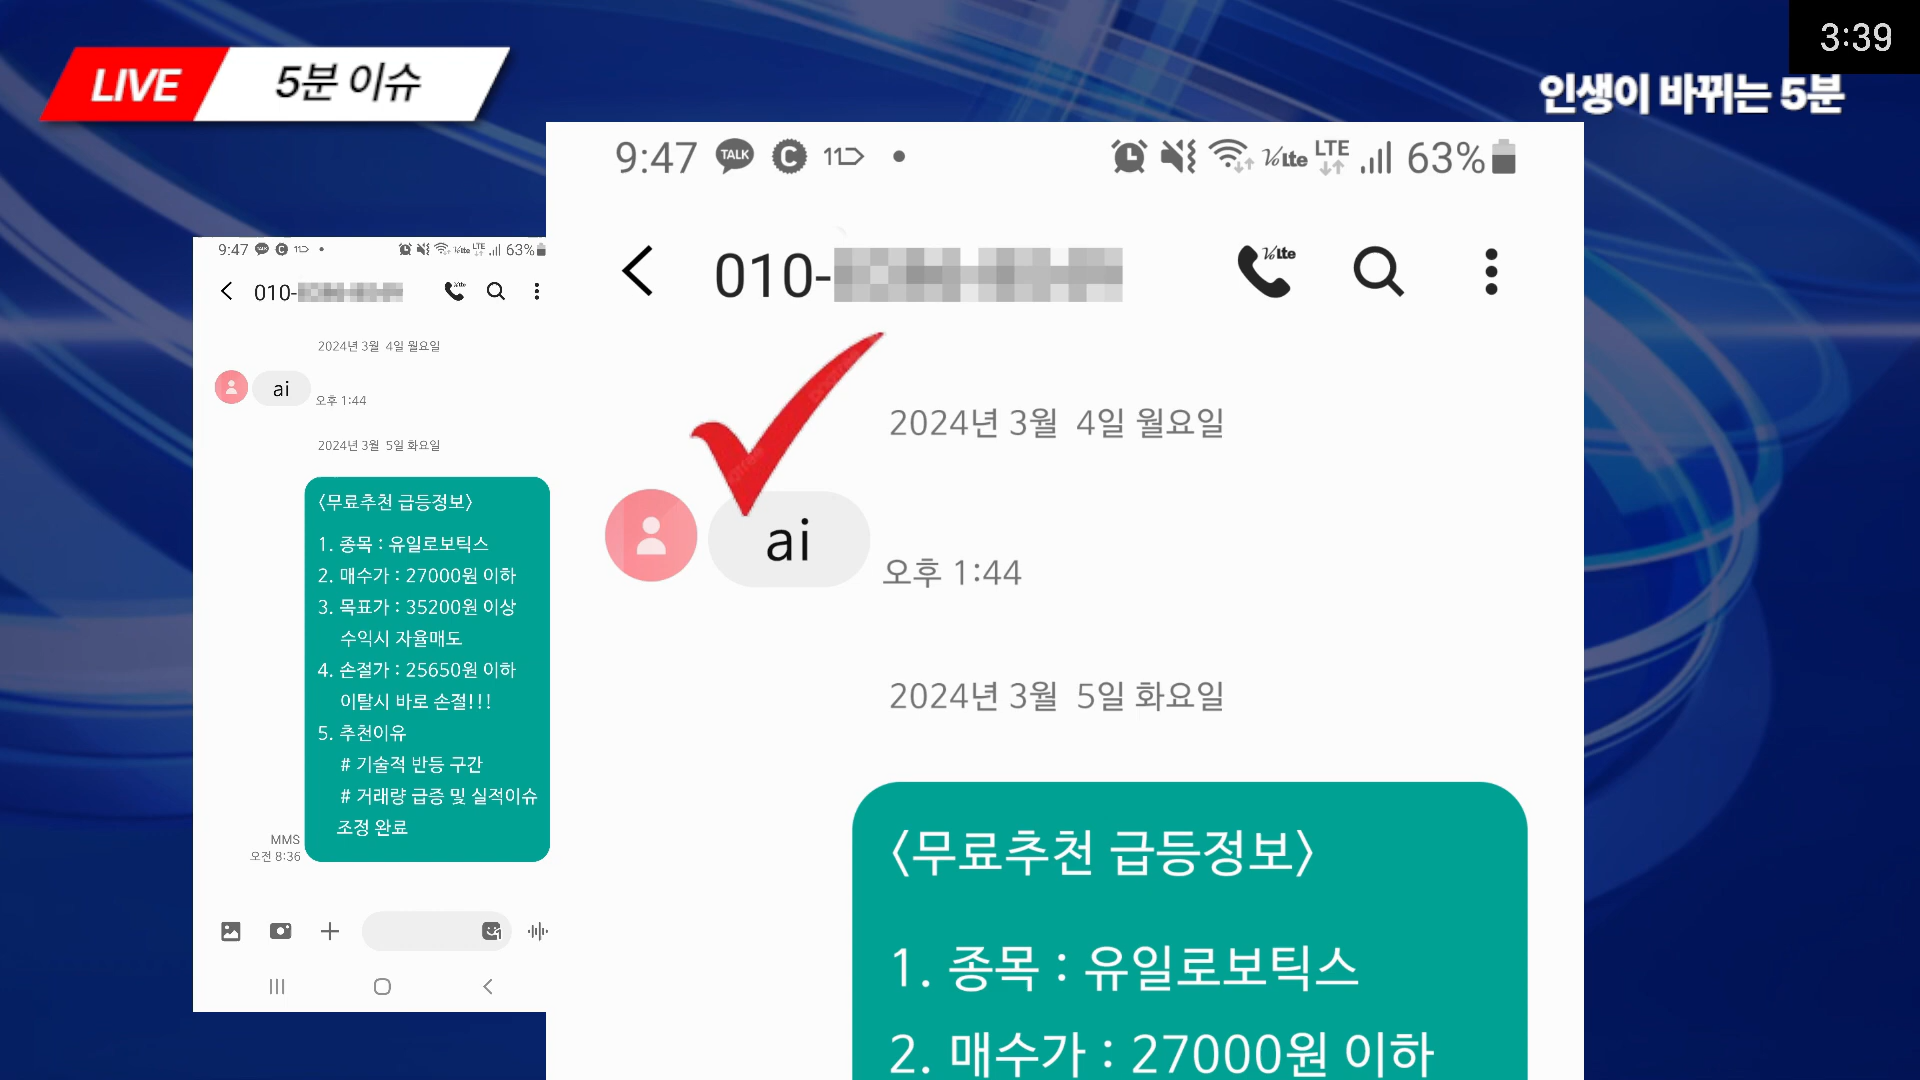 LIVE 5분 이슈
3:39
인생이 바뀌는 5분
9:47 TALK C 11 VoLte LTE 63%
010-
2024년 3월 4일 월요일
ai
오후 1:44
2024년 3월 5일 화요일
〈무료추천 급등정보〉
1. 종목 : 유일로보틱스
2. 매수가 : 27000원 이하
3. 목표가 : 35200원 이상
수익시 자율매도
4. 손절가 : 25650원 이하
이탈시 바로 손절!!!
5. 추천이유
# 기술적 반등 구간
# 거래량 급증 및 실적이슈
조정 완료
MMS
오전 8:36
9:47 TALK C 11 VoLte LTE 63%
010-
VoLte
2024년 3월 4일 월요일
ai
오후 1:44
2024년 3월 5일 화요일
〈무료추천 급등정보〉
1. 종목 : 유일로보틱스
2. 매수가 : 27000원 이하